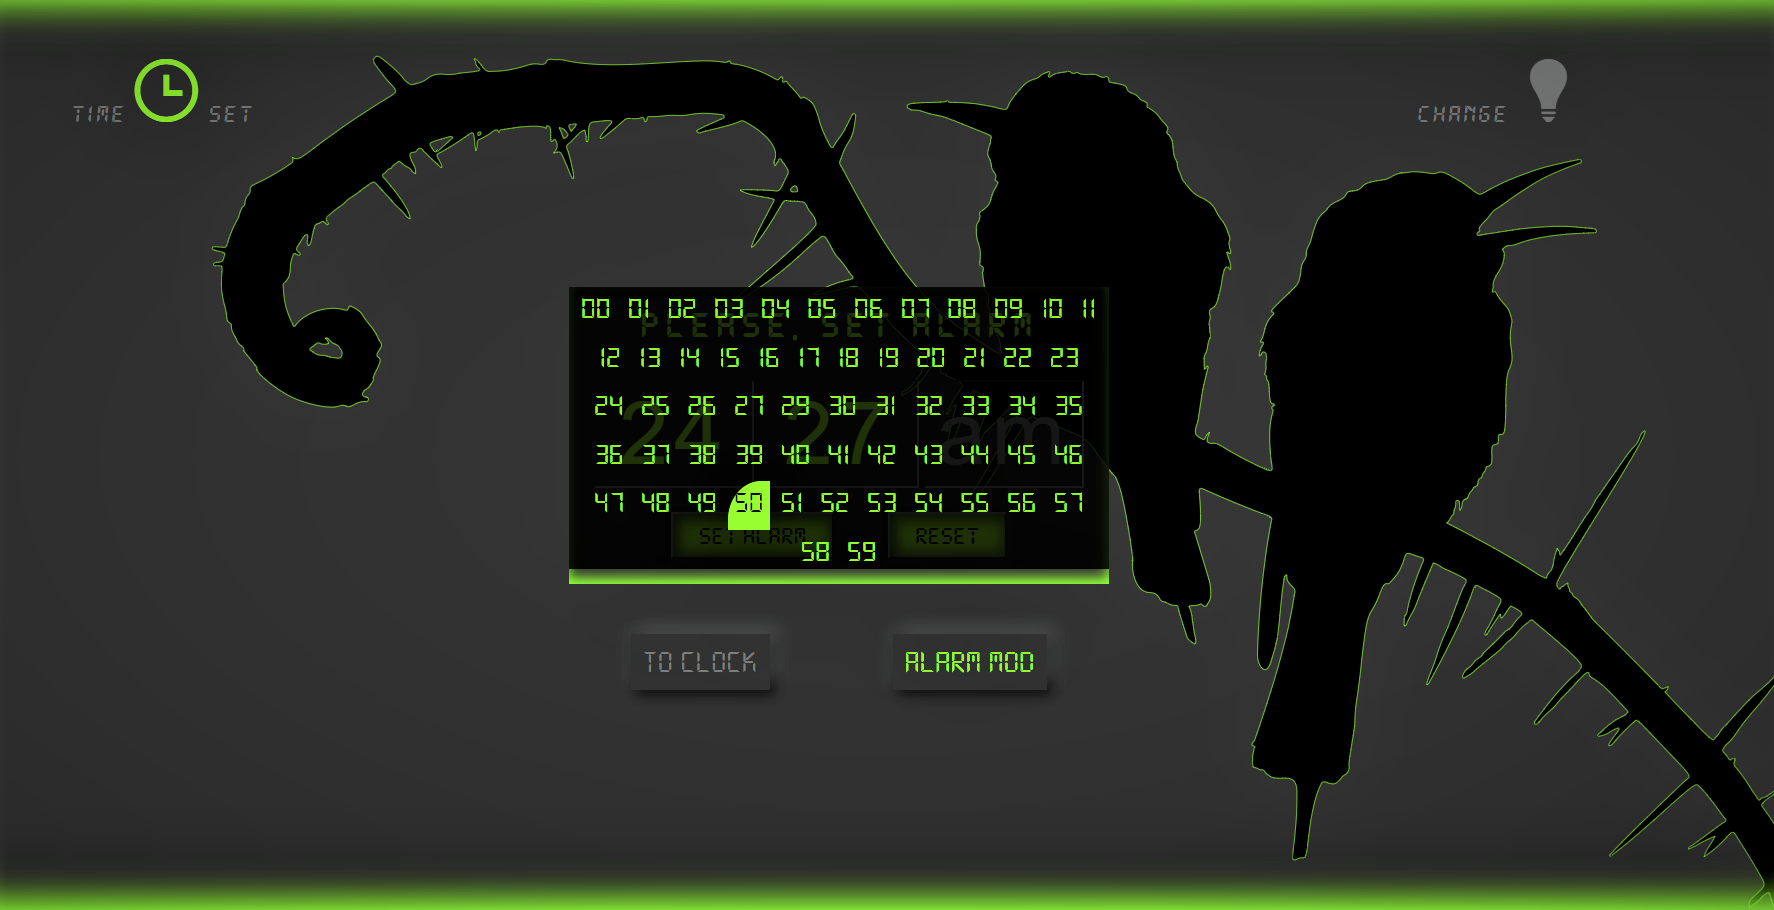 TIME SET
CHANGE
00 01 02 03 04 05 06 07 08 09 10 11
PLEASE, SET ALARM
12 13 14 15 16 17 18 19 20 21 22 23
24 25 26 27 29 30 31 32 33 34 35
24 27 am
36 37 38 39 40 41 42 43 44 45 46
47 48 49 50 51 52 53 54 55 56 57
SET ALARM RESET
58 59
TO CLOCK ALARM MOD